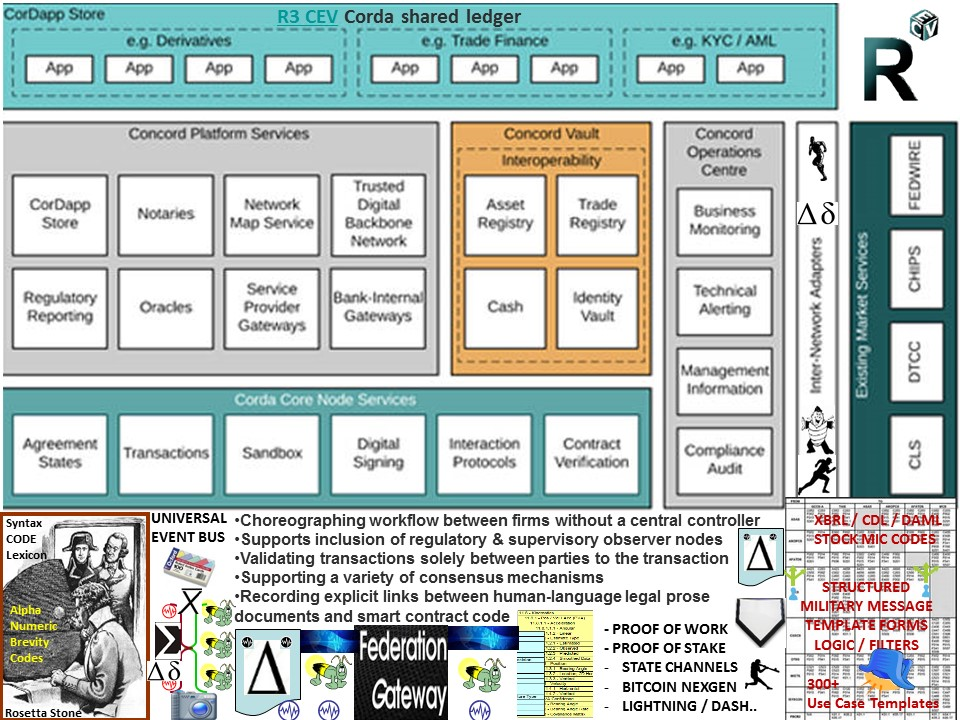 CorDapp Store
R3 CEV Corda shared ledger
e.g. Derivatives
App
App
App
App
e.g. Trade Finance
App
App
App
e.g. KYC / AML
App
App
R
CEV
Concord Platform Services
CorDapp
Store
Notaries
Network
Map Service
Trusted
Digital
Backbone
Network
Regulatory
Reporting
Oracles
Service
Provider
Gateways
Bank-Internal
Gateways
Concord Vault
Interoperability
Asset
Registry
Trade
Registry
Cash
Identity
Vault
Concord
Operations
Centre
Business
Monitoring
Technical
Alerting
Management
Information
Compliance
Audit
Δδ
Inter-Network Adapters
Existing Market Services
FEDWIRE
CHIPS
DTCC
CLS
Corda Core Node Services
Agreement
States
Transactions
Sandbox
Digital
Signing
Interaction
Protocols
Contract
Verification
Syntax
CODE
Lexicon
Alpha
Numeric
Brevity
Codes
Rosetta Stone
UNIVERSAL
EVENT BUS
Σ
Δδ
•Choreographing workflow between firms without a central controller
•Supports inclusion of regulatory & supervisory observer nodes
•Validating transactions solely between parties to the transaction
•Supporting a variety of consensus mechanisms
•Recording explicit links between human-language legal prose
documents and smart contract code
Δ
Federation
Gateway
Δ
- PROOF OF WORK
- PROOF OF STAKE
- STATE CHANNELS
- BITCOIN NEXGEN
- LIGHTNING / DASH..
XBRL / CDL / DAML
STOCK MIC CODES
STRUCTURED
MILITARY MESSAGE
TEMPLATE FORMS
LOGIC / FILTERS
300+
Use Case Templates